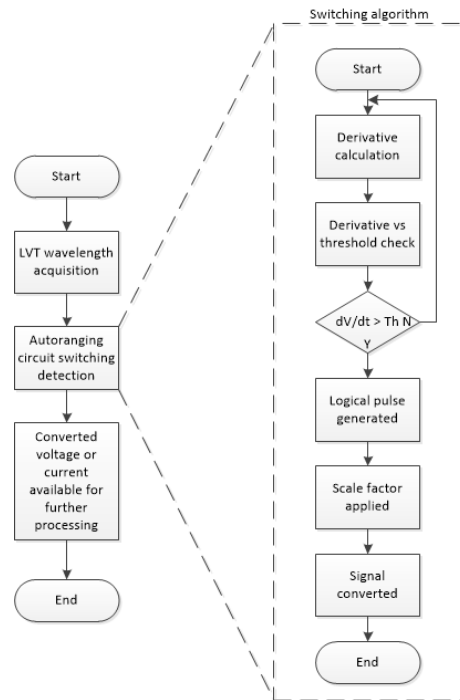 Switching algorithm
Start
LVT wavelength
acquisition
Autoranging
circuit switching
detection
Converted
voltage or
current
available for
further
processing
End
Start
Derivative
calculation
Derivative vs
threshold check
dV/dt > Th N
Y
Logical pulse
generated
Scale factor
applied
Signal
converted
End